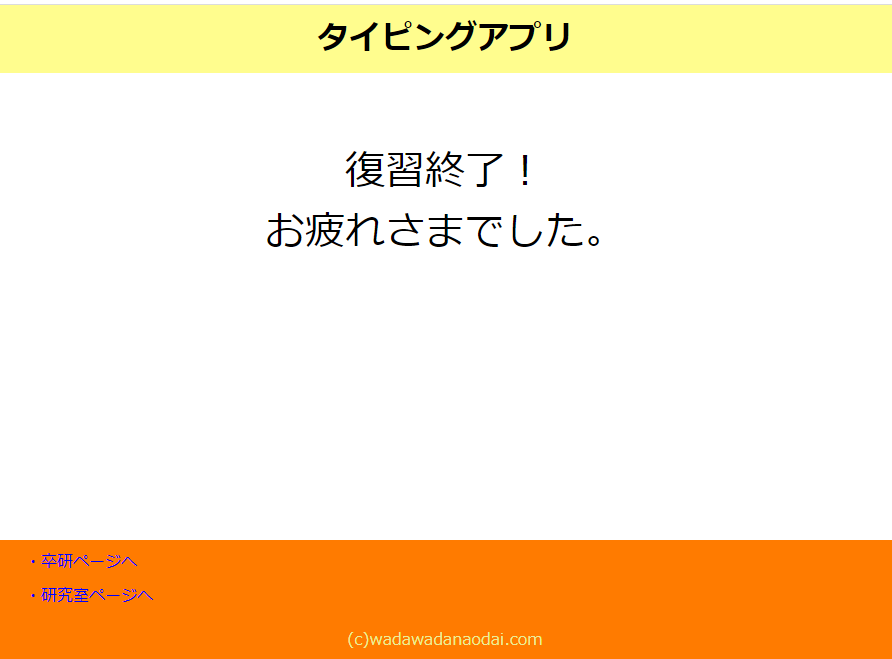 タイピングアプリ
復習終了！
お疲れさまでした。
・卒研ページへ
・研究室ページへ
(c)wadawadanaodai.com